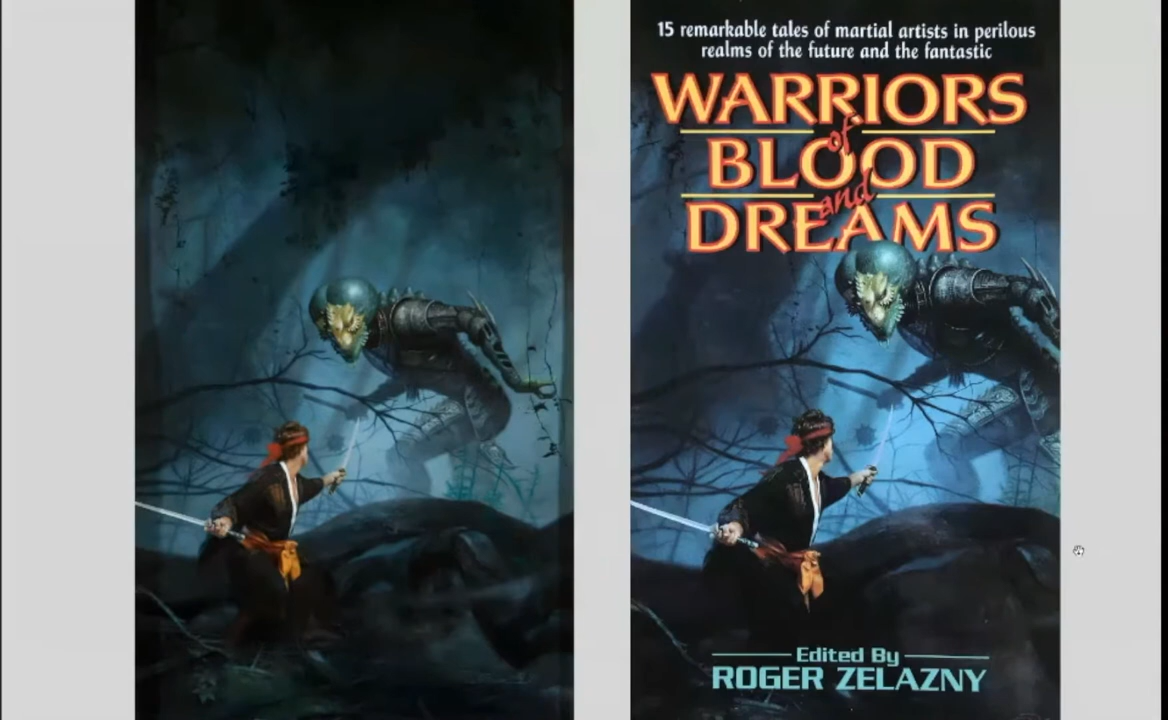 15 remarkable tales of martial artists in perilous
realms of the future and the fantastic
WARRIORS
of
BLOOD
and
DREAMS
Edited By
ROGER ZELAZNY